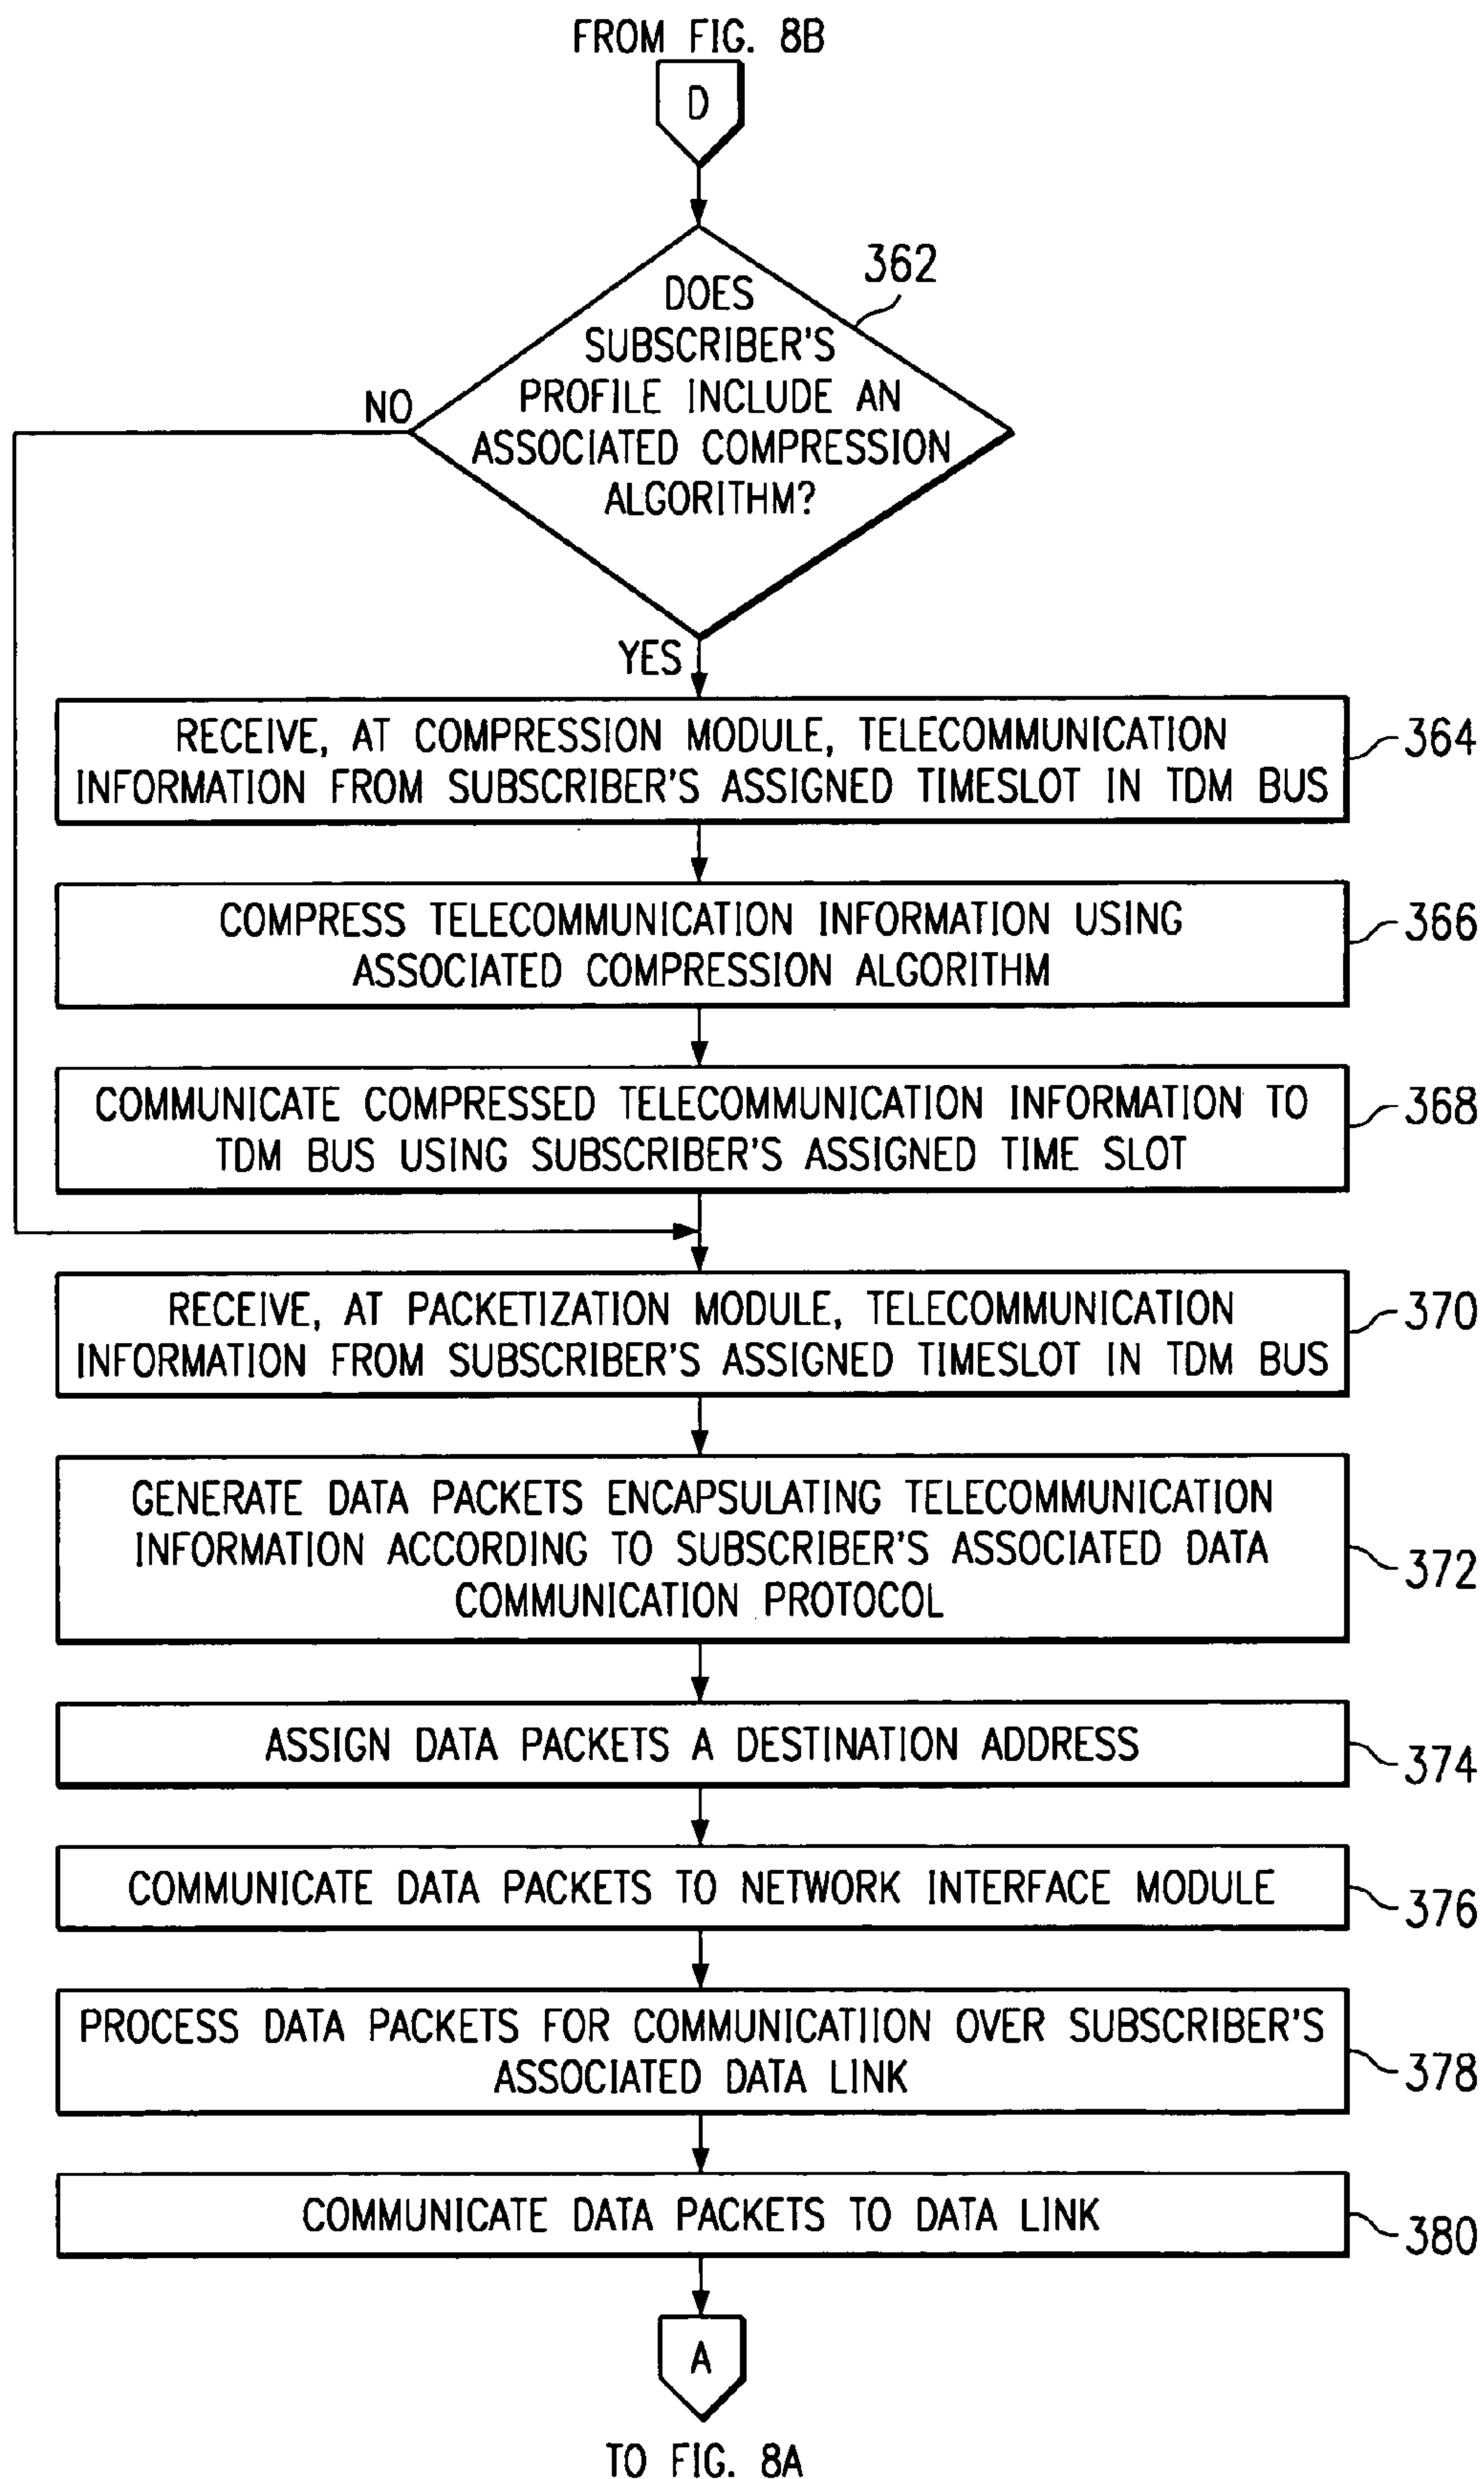 FROM FIG. 8B
D
362
DOES
SUBSCRIBER'S
PROFILE INCLUDE AN
ASSOCIATED COMPRESSION
ALGORITHM?
NO
YES
RECEIVE, AT COMPRESSION MODULE, TELECOMMUNICATION
INFORMATION FROM SUBSCRIBER'S ASSIGNED TIMESLOT IN TDM BUS
364
COMPRESS TELECOMMUNICATION INFORMATION USING
ASSOCIATED COMPRESSION ALGORITHM
366
COMMUNICATE COMPRESSED TELECOMMUNICATION INFORMATION TO
TDM BUS USING SUBSCRIBER'S ASSIGNED TIME SLOT
368
RECEIVE, AT PACKETIZATION MODULE, TELECOMMUNICATION
INFORMATION FROM SUBSCRIBER'S ASSIGNED TIMESLOT IN TDM BUS
370
GENERATE DATA PACKETS ENCAPSULATING TELECOMMUNICATION
INFORMATION ACCORDING TO SUBSCRIBER'S ASSOCIATED DATA
COMMUNICATION PROTOCOL
372
ASSIGN DATA PACKETS A DESTINATION ADDRESS
374
COMMUNICATE DATA PACKETS TO NETWORK INTERFACE MODULE
376
PROCESS DATA PACKETS FOR COMMUNICATIION OVER SUBSCRIBER'S
ASSOCIATED DATA LINK
378
COMMUNICATE DATA PACKETS TO DATA LINK
380
A
TO FIG. 8A